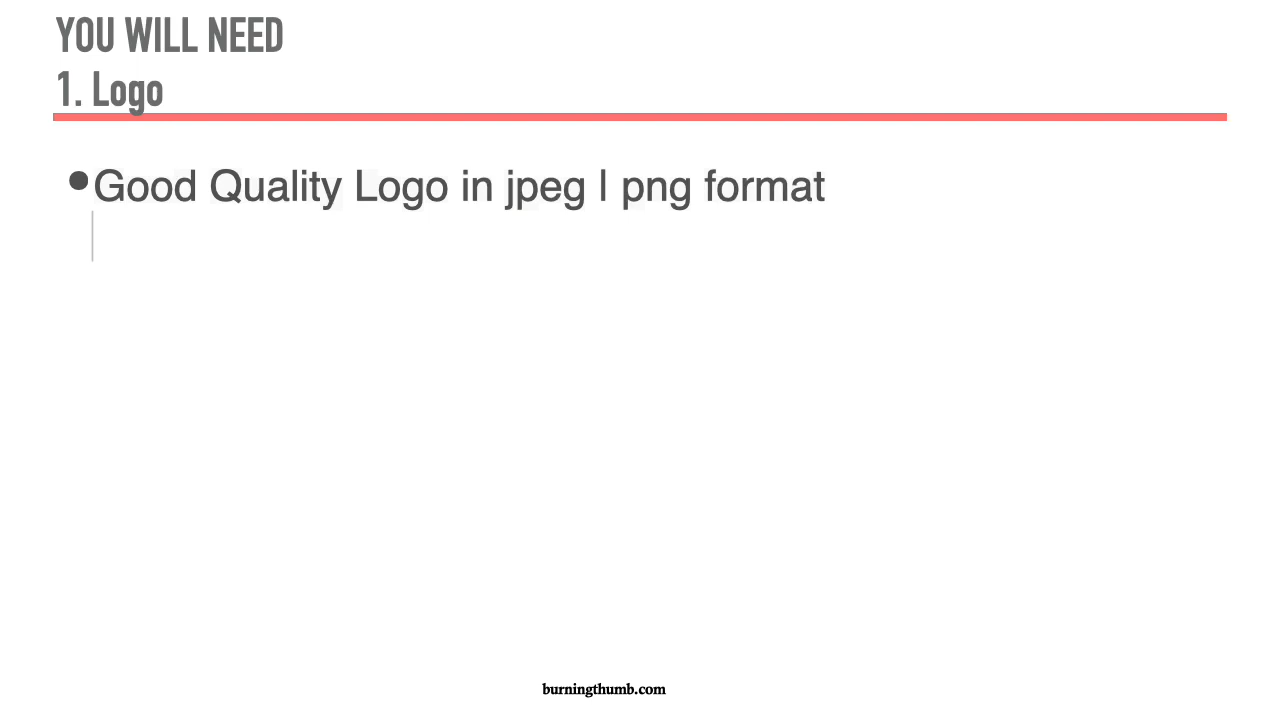 YOU WILL NEED
1. Logo
•Good Quality Logo in jpeg | png format
burningthumb.com